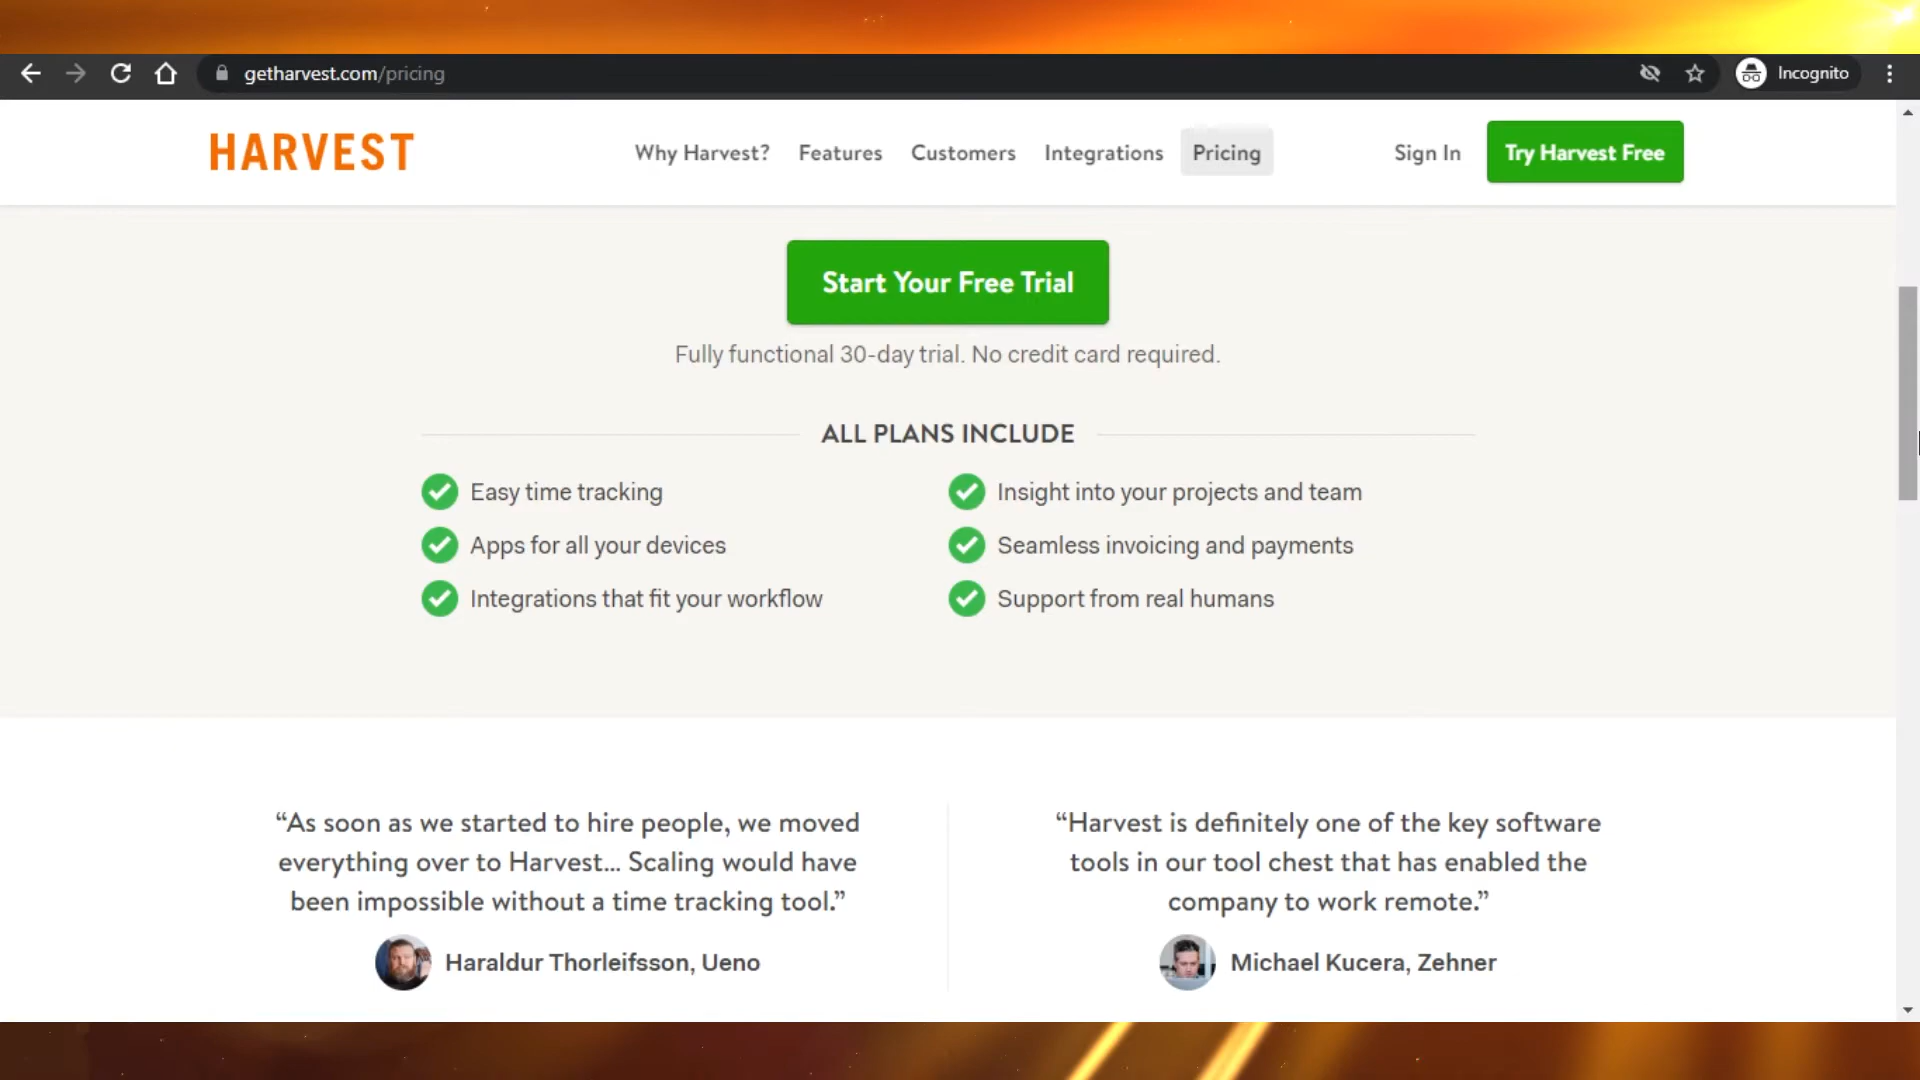 getharvest.com/pricing
Incognito
HARVEST
Why Harvest?
Features
Customers
Integrations
Pricing
Sign In
Try Harvest Free
Start Your Free Trial
Fully functional 30-day trial. No credit card required.
ALL PLANS INCLUDE
Easy time tracking
Apps for all your devices
Integrations that fit your workflow
Insight into your projects and team
Seamless invoicing and payments
Support from real humans
“As soon as we started to hire people, we moved
everything over to Harvest... Scaling would have
been impossible without a time tracking tool.”
Haraldur Thorleifsson, Ueno
“Harvest is definitely one of the key software
tools in our tool chest that has enabled the
company to work remote.”
Michael Kucera, Zehner